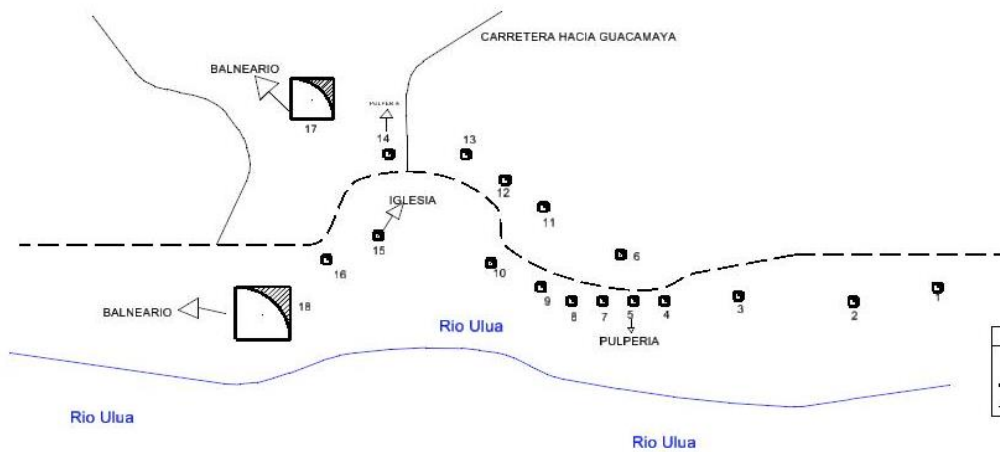 CARRETERA HACIA GUACAMAYA
BALNEARIO
17
PULPERIA
14
13
12
11
IGLESIA
15
16
10
6
9
8
7
5
4
3
2
1
BALNEARIO
18
PULPERIA
Rio Ulua
Rio Ulua
Rio Ulua